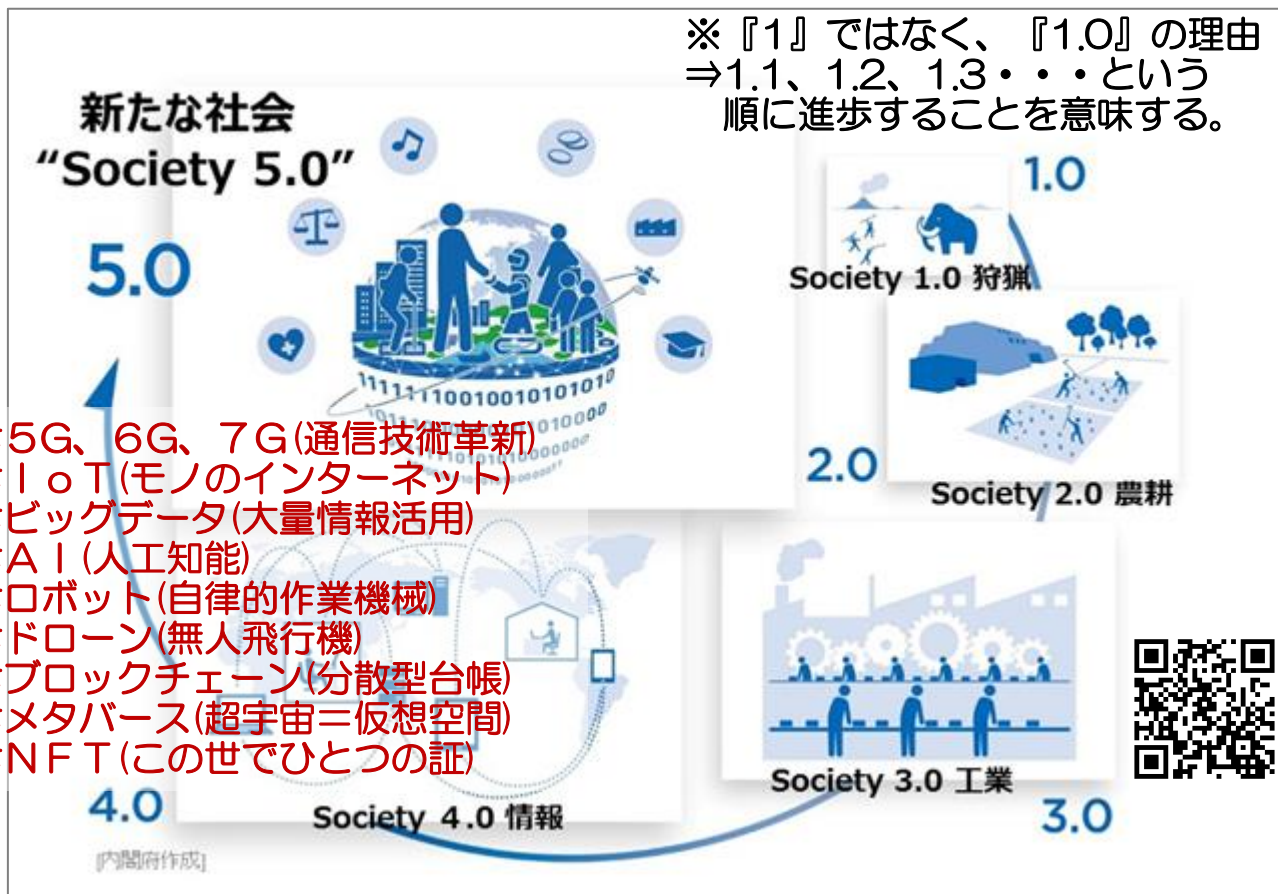 ※『1』ではなく、『1.0』の理由
⇒1.1、1.2、1.3・・・という
順に進歩することを意味する。
新たな社会
“Society 5.0”
5.0
1.0
Society 1.0 狩猟
2.0
Society 2.0 農耕
5G、6G、7G(通信技術革新)
IoT(モノのインターネット)
ビッグデータ(大量情報活用)
AI(人工知能)
ロボット(自律的作業機械)
ドローン(無人飛行機)
ブロックチェーン(分散型台帳)
メタバース(超宇宙＝仮想空間)
NFT(この世でひとつの証)
Society 3.0 工業
3.0
4.0
Society 4.0 情報
[内閣府作成]